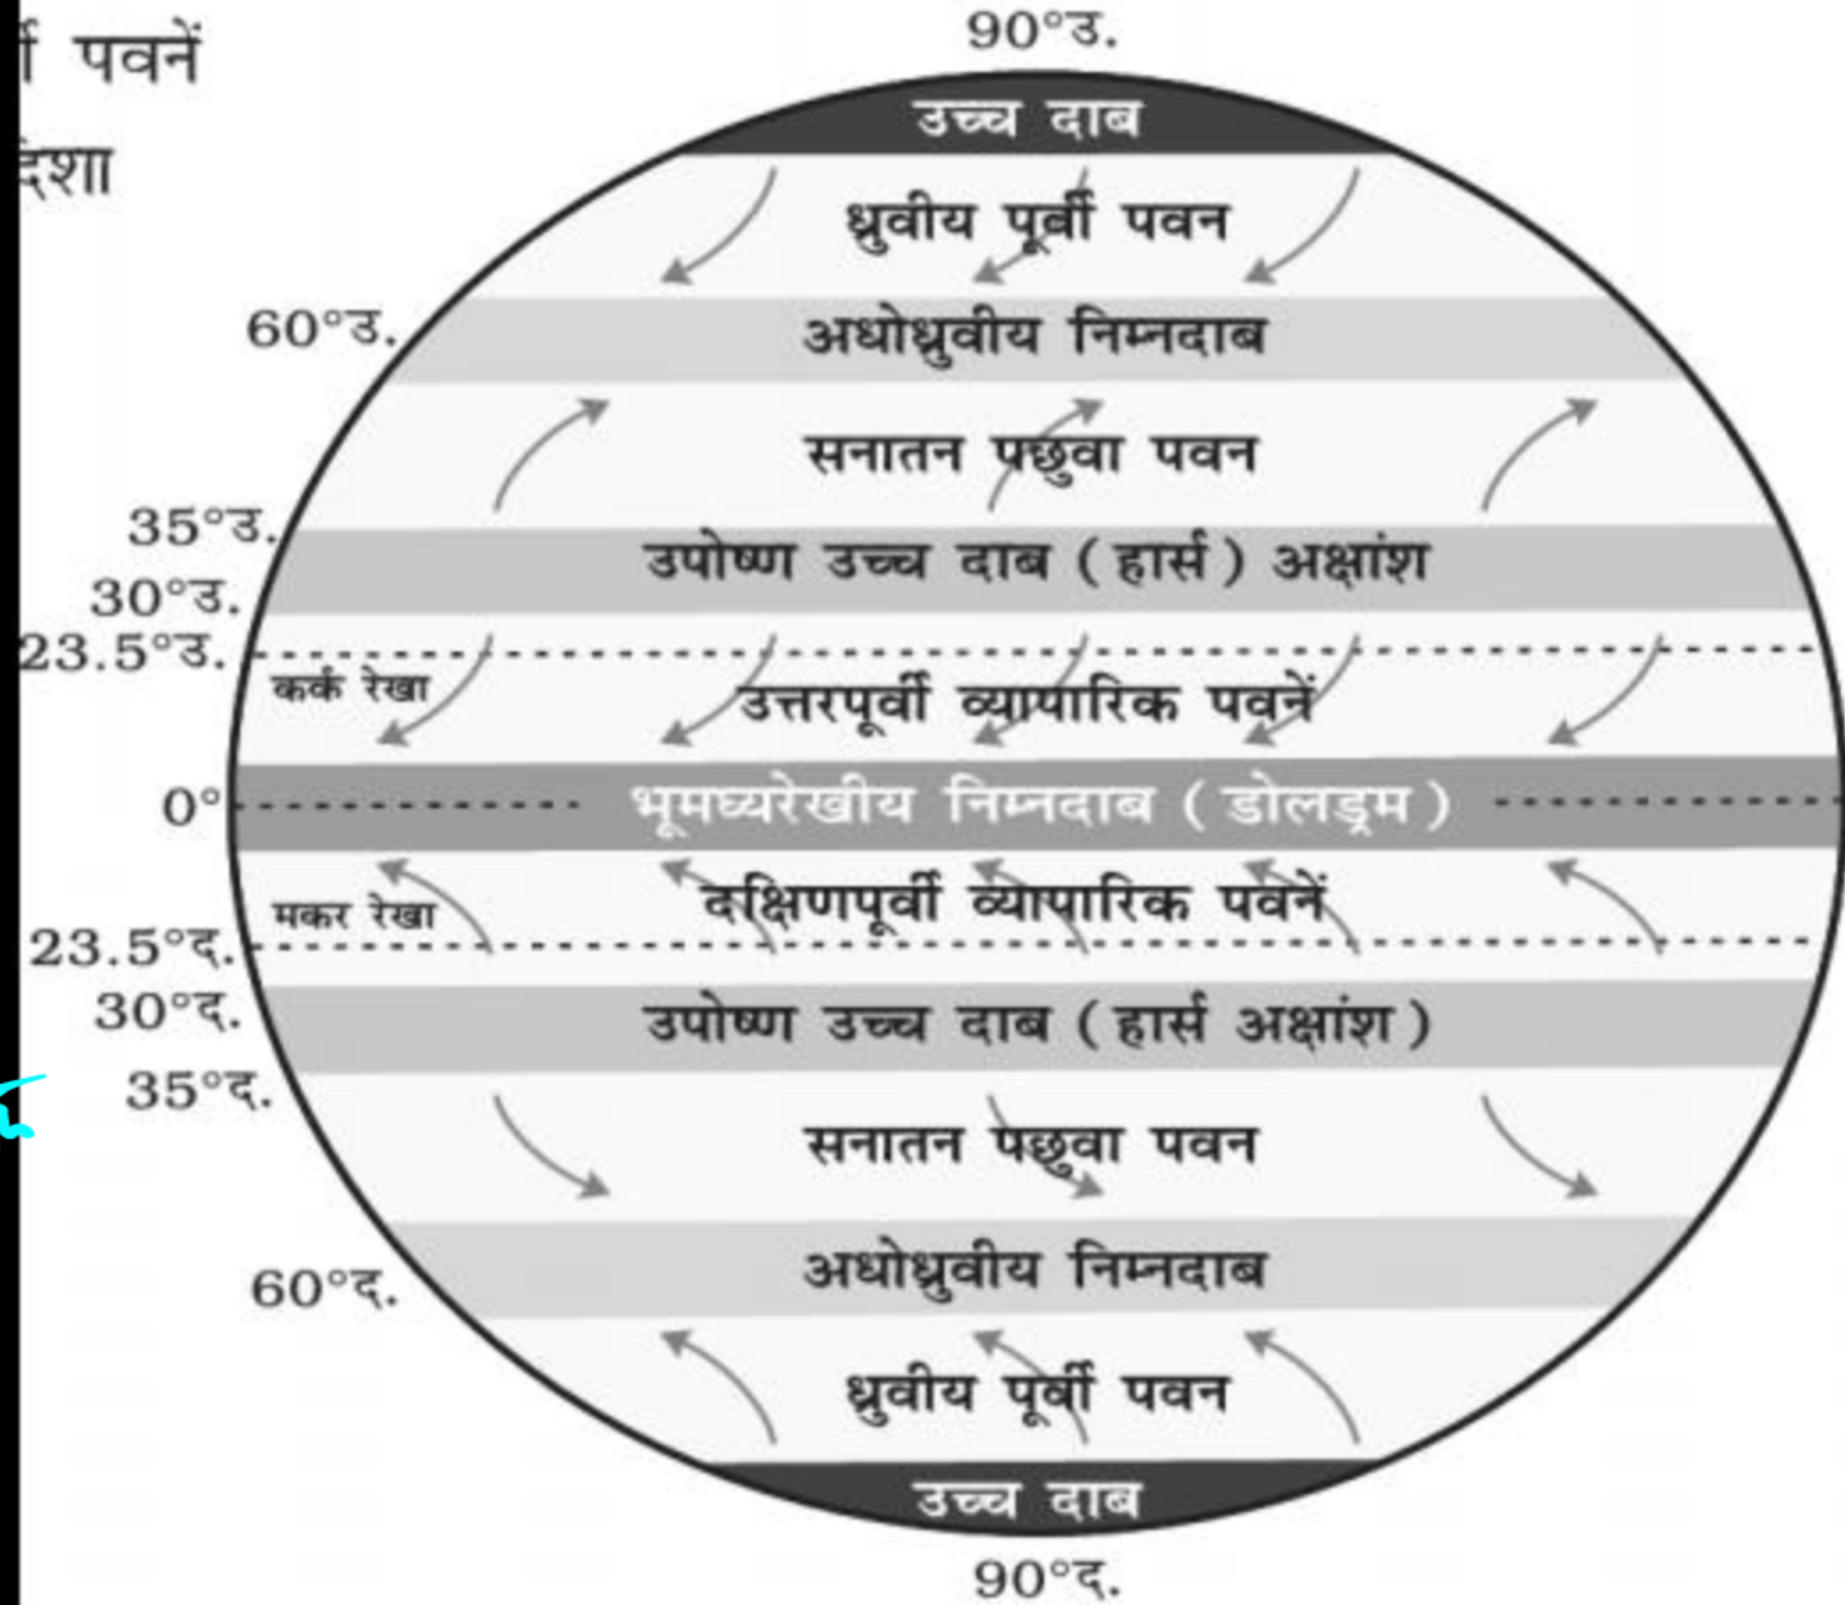 पवनें
90°उ.
उच्च दाब
ध्रुवीय पूर्वी पवन
60°उ.
अधोध्रुवीय निम्नदाब
सनातन पछुवा पवन
35°उ.
उपोष्ण उच्च दाब (हार्स) अक्षांश
30°उ.
23.5°उ.
कर्क रेखा
उत्तरपूर्वी व्यापारिक पवनें
0°
भूमध्यरेखीय निम्नदाब (डोलड्रम)
दक्षिणपूर्वी व्यापारिक पवनें
मकर रेखा
23.5°द.
30°द.
उपोष्ण उच्च दाब (हार्स अक्षांश)
35°द.
सनातन पछुवा पवन
60°द.
अधोध्रुवीय निम्नदाब
ध्रुवीय पूर्वी पवन
उच्च दाब
90°द.